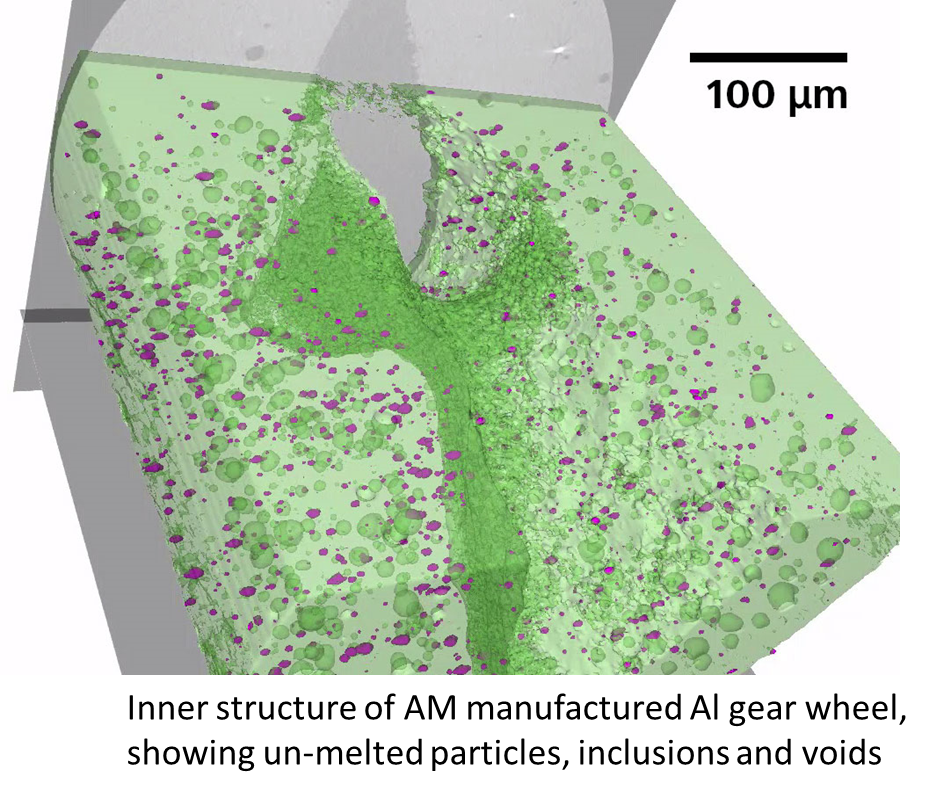 100 µm
Inner structure of AM manufactured Al gear wheel,
showing un-melted particles, inclusions and voids